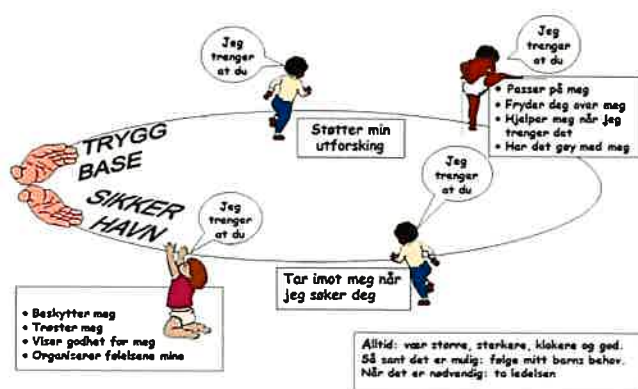 Jeg
trenger
at du
Jeg
trenger
at du
• Passer på meg
• Fryder deg over meg
• Hjelper meg når jeg
trenger det
• Har det gøy med meg
Støtter min
utforsking
TRYGG
BASE
SIKKER
HAVN
Jeg
trenger
at du
Jeg
trenger
at du
Tar imot meg når
jeg søker deg
• Beskytter meg
• Trøster meg
• Viser godhet for meg
• Organiserer følelsene mine
Alltid: vær større, sterkere, klokere og god.
Så sant det er mulig: følge mitt barns behov.
Når det er nødvendig: ta ledelsen